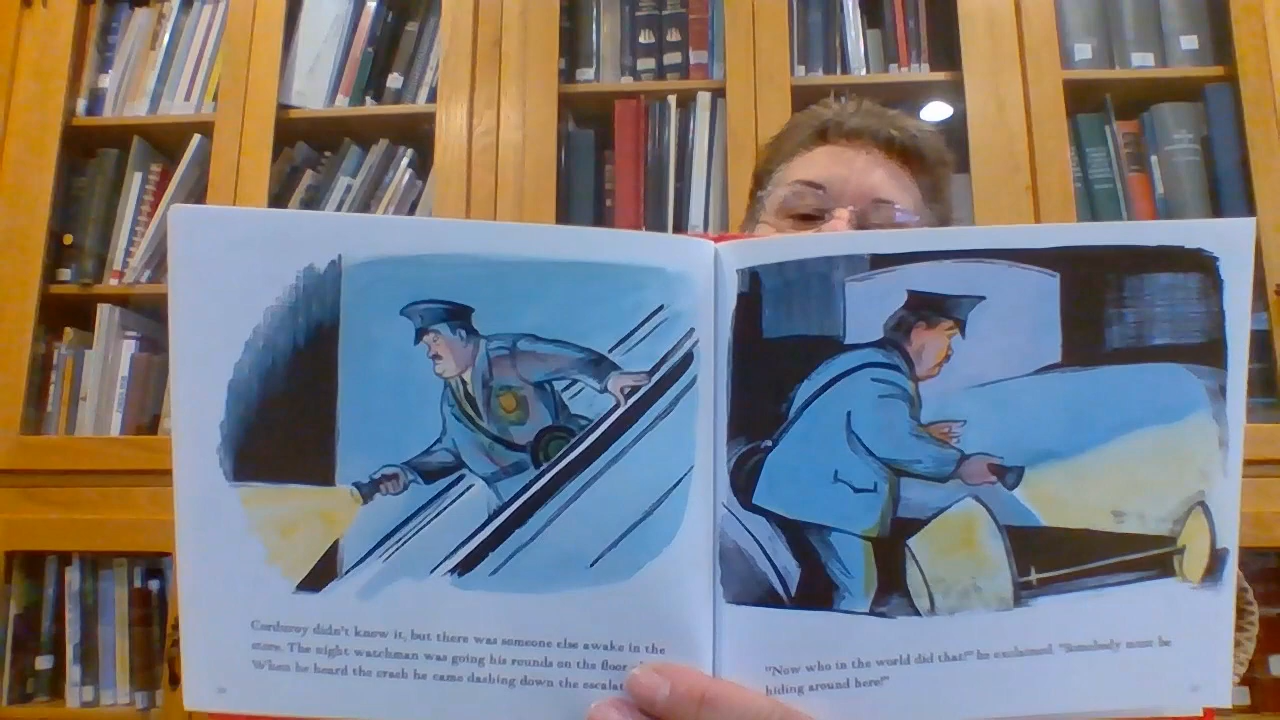 Corduroy didn't know it, but there was someone else awake in the
store. The night watchman was going his rounds on the floor
When he heard the crash he came dashing down the escalat
"Now who in the world did that!" he exclaimed. "Somebody must be
hiding around here!"